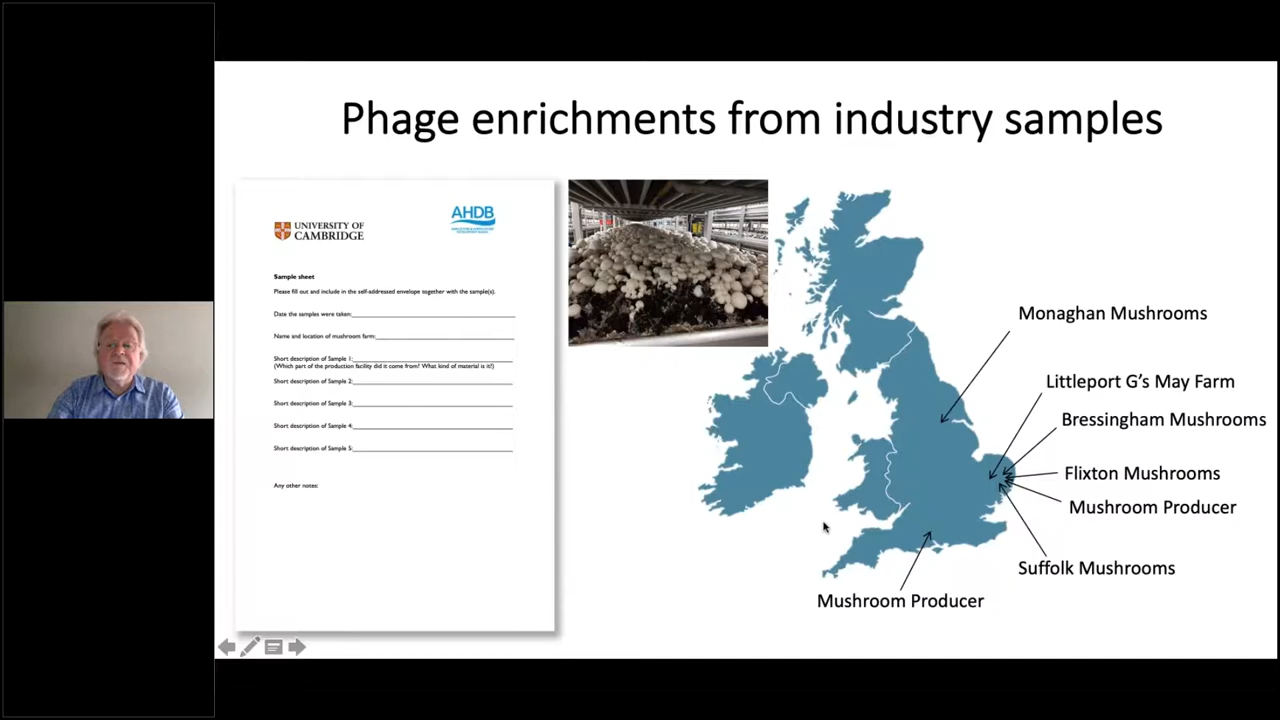 Phage enrichments from industry samples
UNIVERSITY OF
CAMBRIDGE
AHDB
Sample sheet
Please fill out and include in the self-addressed envelope together with the sample(s).
Date the samples were taken:
Name and location of mushroom farm:
Short description of Sample 1:
(Which part of the production facility did it come from? What kind of material is it?)
Short description of Sample 2:
Short description of Sample 3:
Short description of Sample 4:
Short description of Sample 5:
Any other notes:
Monaghan Mushrooms
Littleport G's May Farm
Bressingham Mushrooms
Flixton Mushrooms
Mushroom Producer
Suffolk Mushrooms
Mushroom Producer